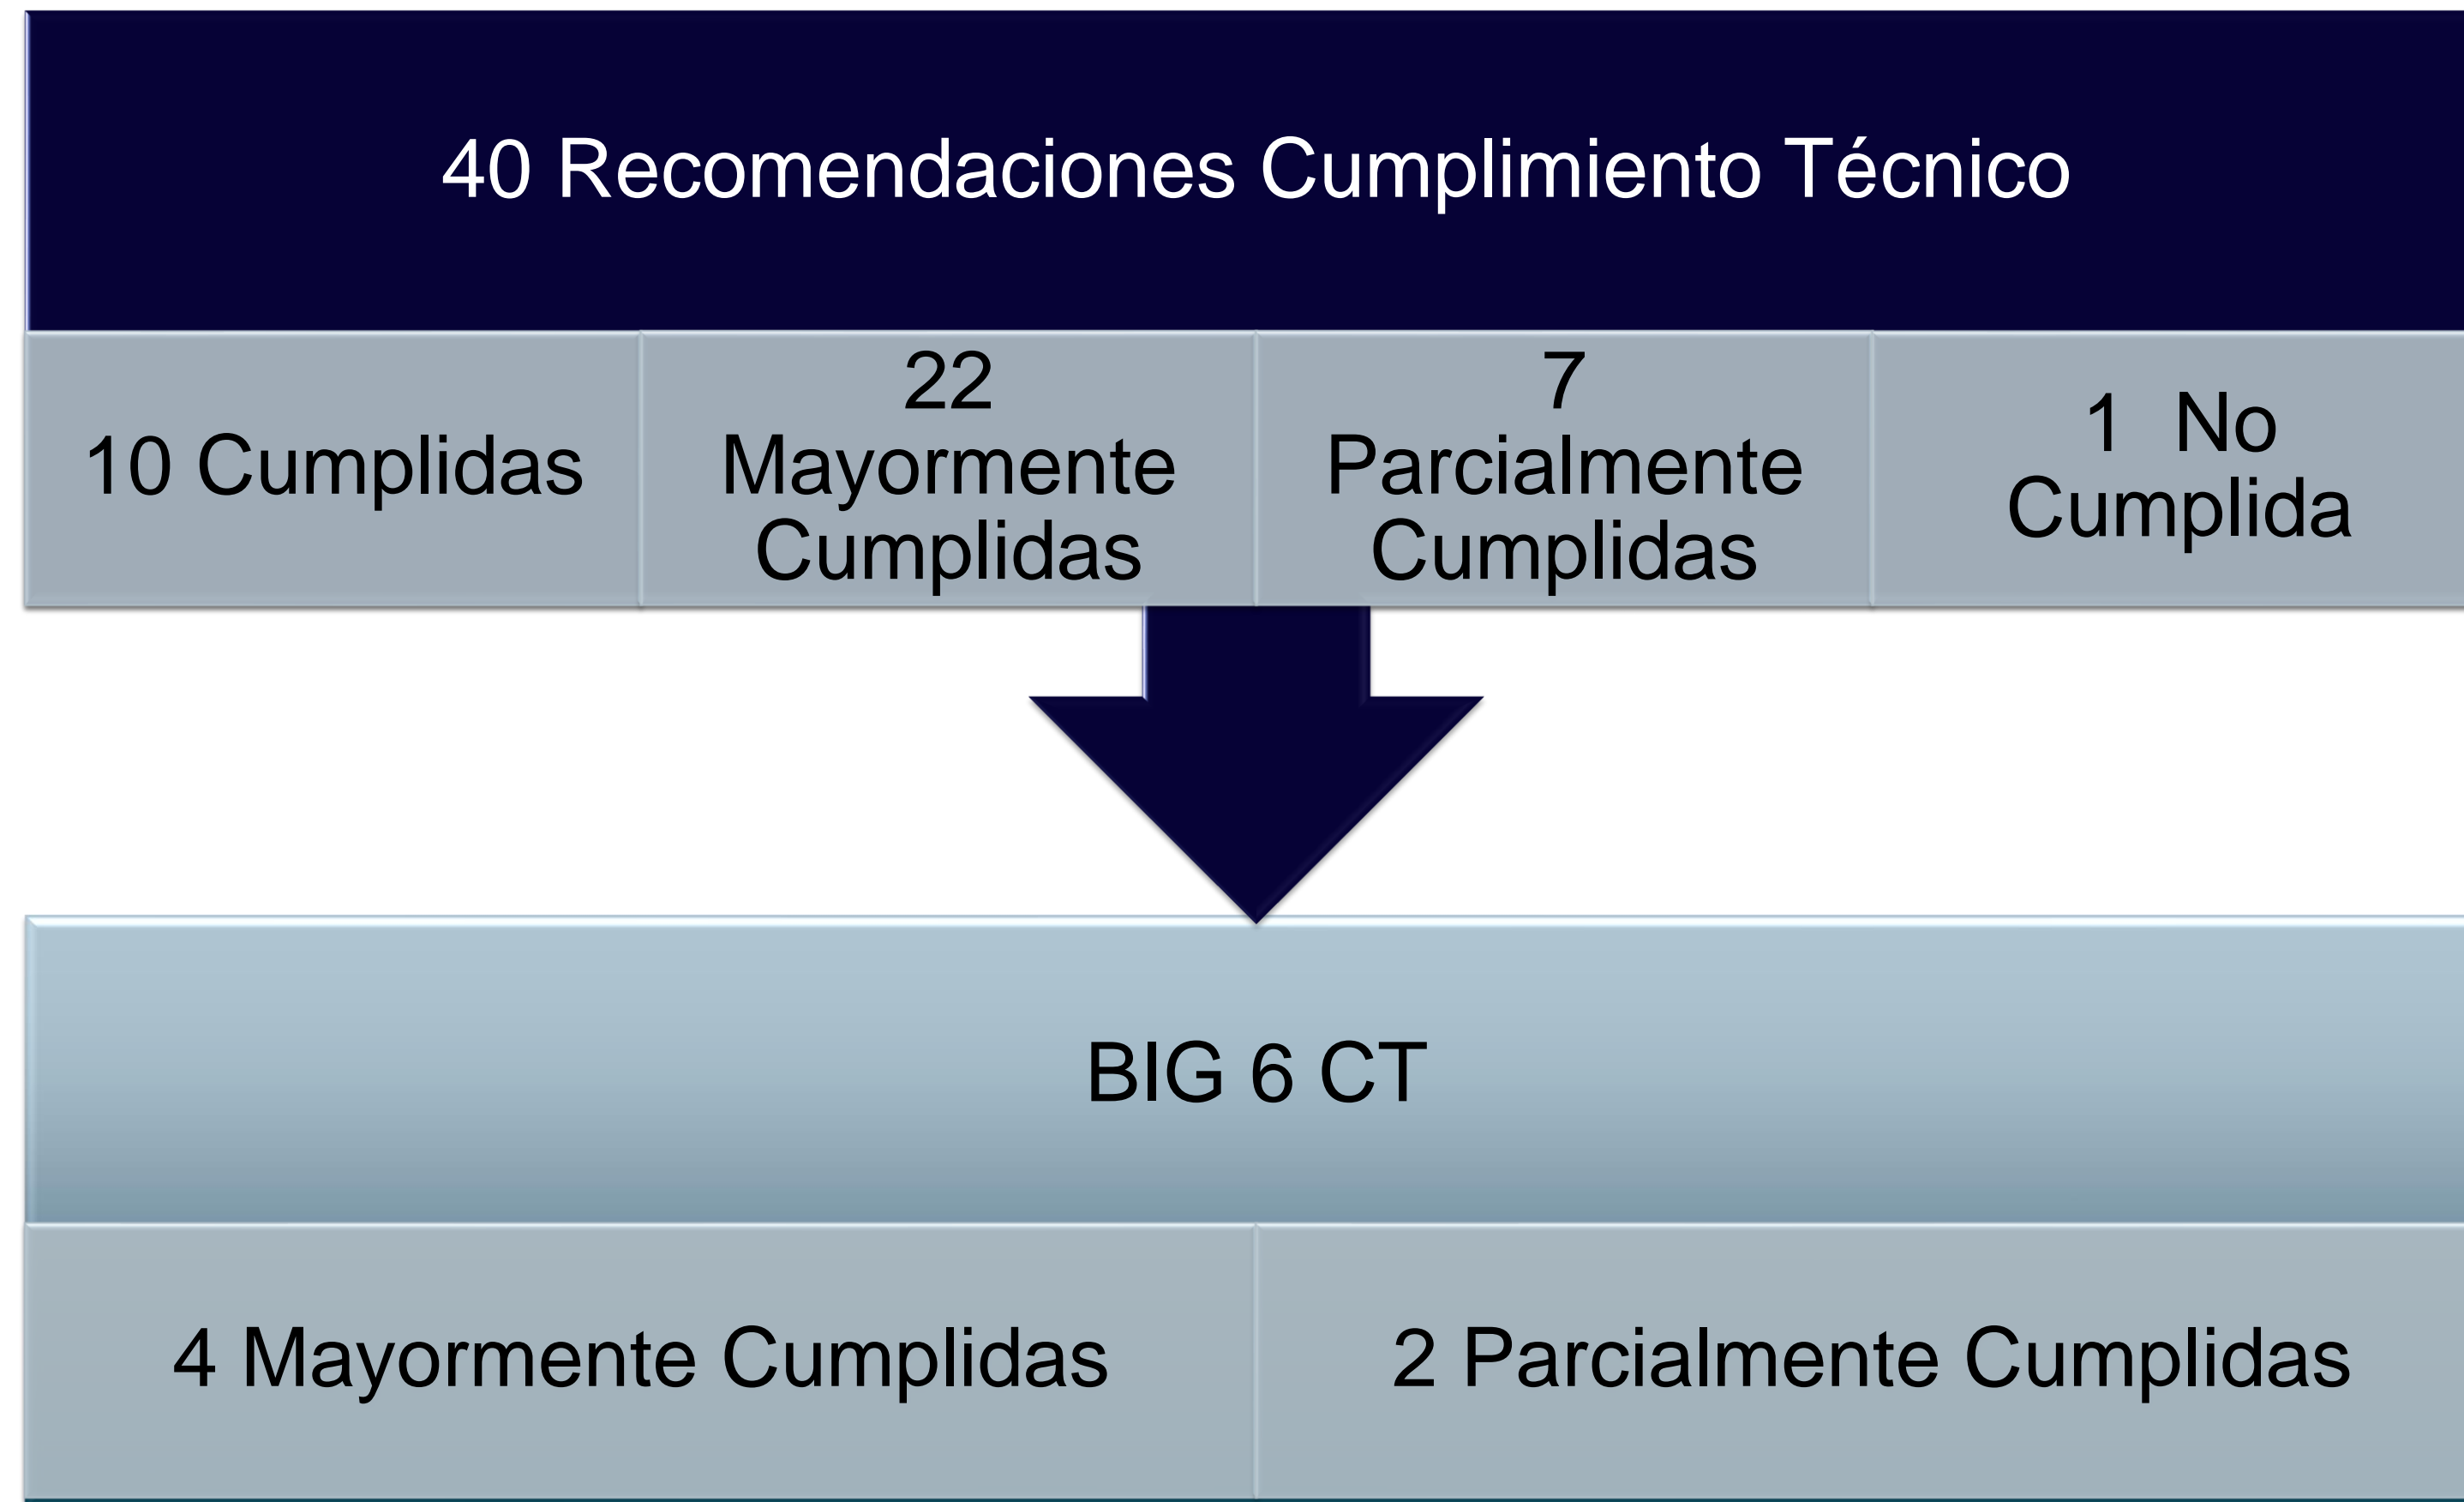 40 Recomendaciones Cumplimiento Técnico
10 Cumplidas
22
Mayormente
Cumplidas
7
Parcialmente
Cumplidas
1 No
Cumplida
BIG 6 CT
4 Mayormente Cumplidas
2 Parcialmente Cumplidas